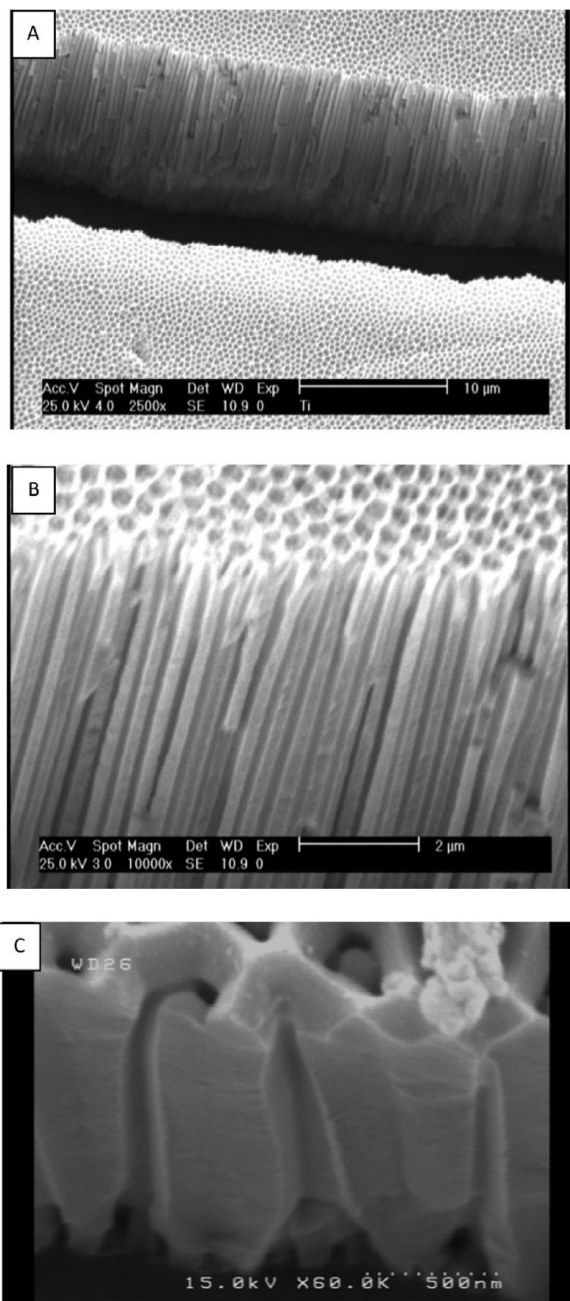 A
Acc.V Spot Magn Det WD Exp 10 µm
25.0 kV 4.0 2500x SE 10.9 0 Ti
B
Acc.V Spot Magn Det WD Exp 2 µm
25.0 kV 3.0 10000x SE 10.9 0
C
WD26
15.0kV X60.0K 500nm